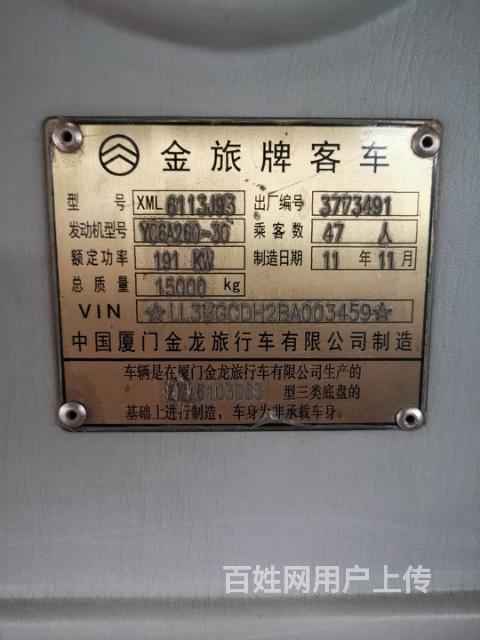 金旅牌客车
型号 XML 6113J93 出厂编号 3773491
发动机型号 YC6A260-30 乘客数 47 人
额定功率 191 KW 制造日期 11 年 11 月
总质量 15000 kg
VIN ☆LL3BGCDH2BA003459☆
中国厦门金龙旅行车有限公司制造
车辆是在厦门金龙旅行车有限公司生产的
6103D83 型三类底盘的
基础上进行制造,车身为非承载车身。
百姓网用户上传